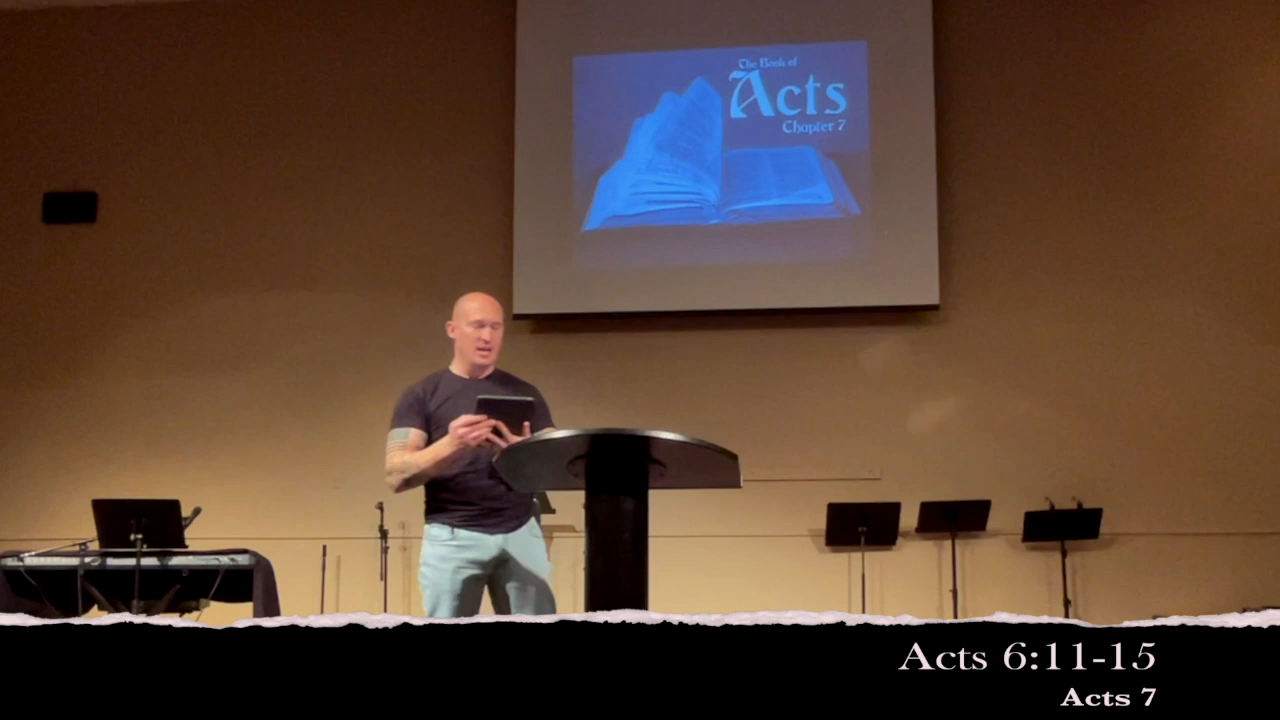 The Book of
Acts
Chapter 7
Acts 6:11-15
Acts 7